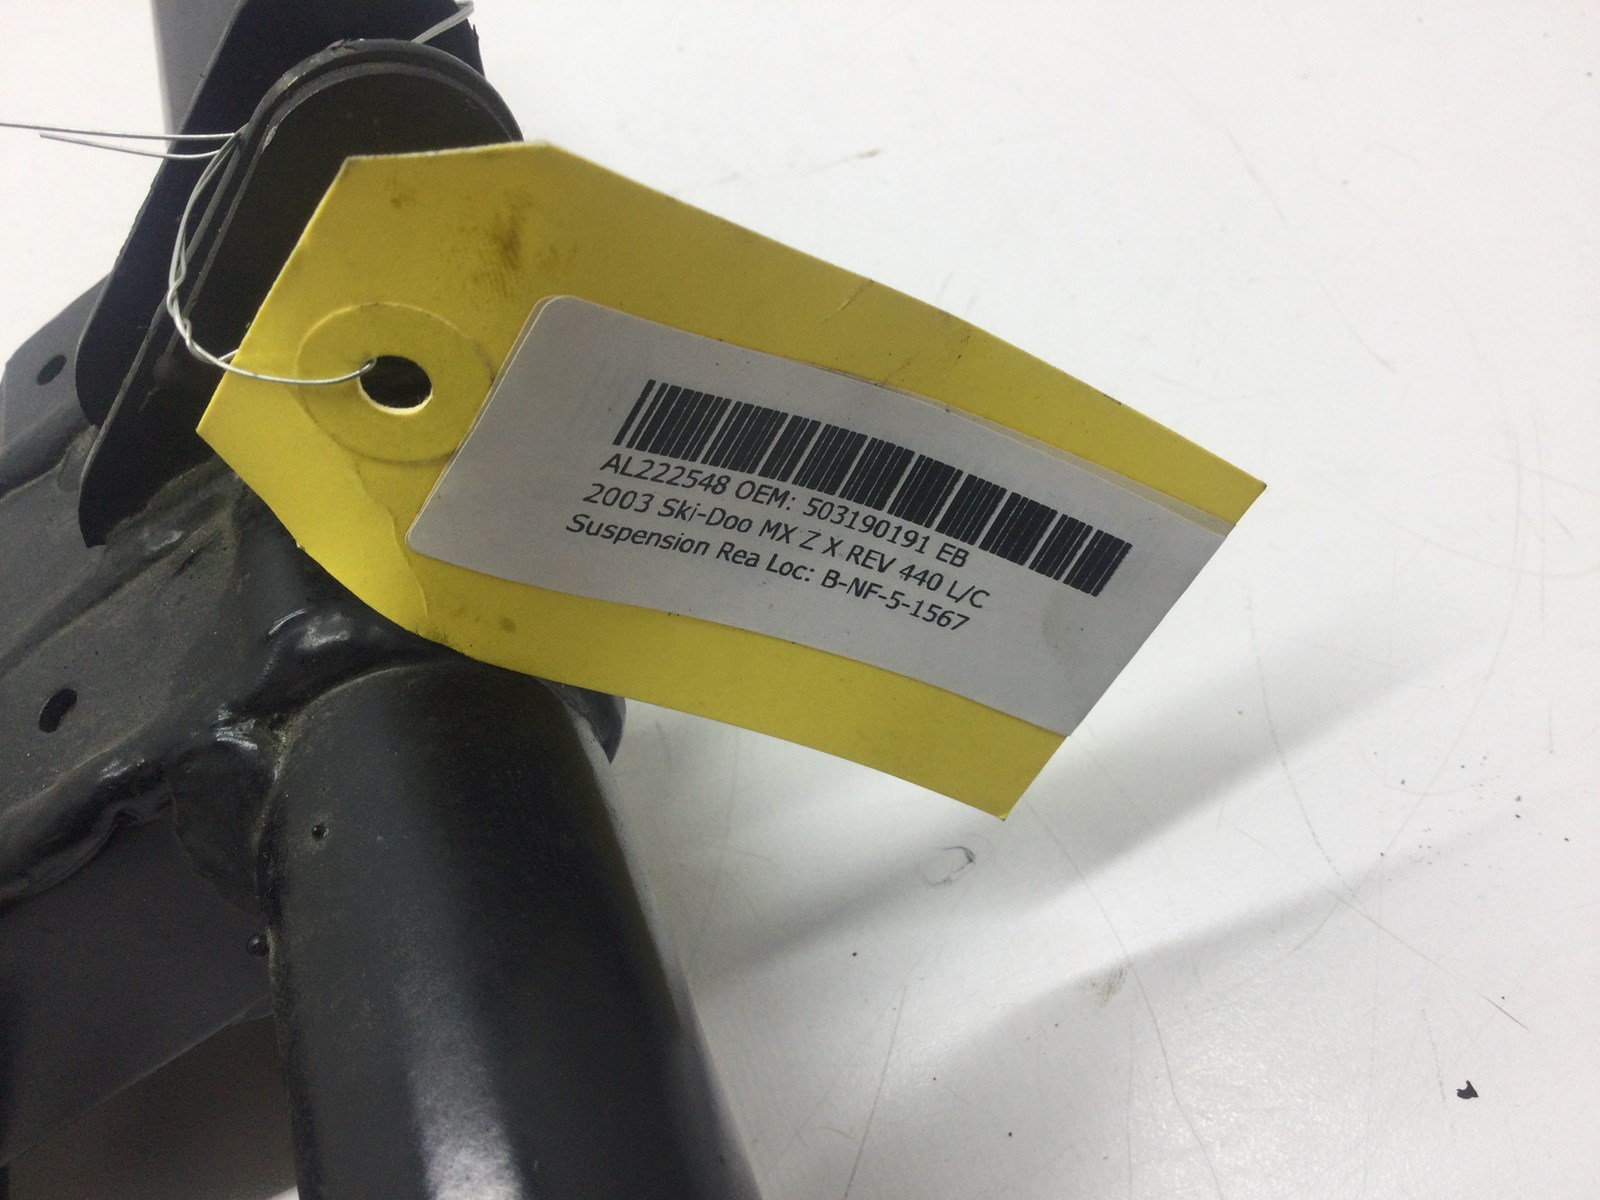 AL222548 OEM: 503190191 EB
2003 Ski-Doo MX Z X REV 440 L/C
Suspension Rea Loc: B-NF-5-1567